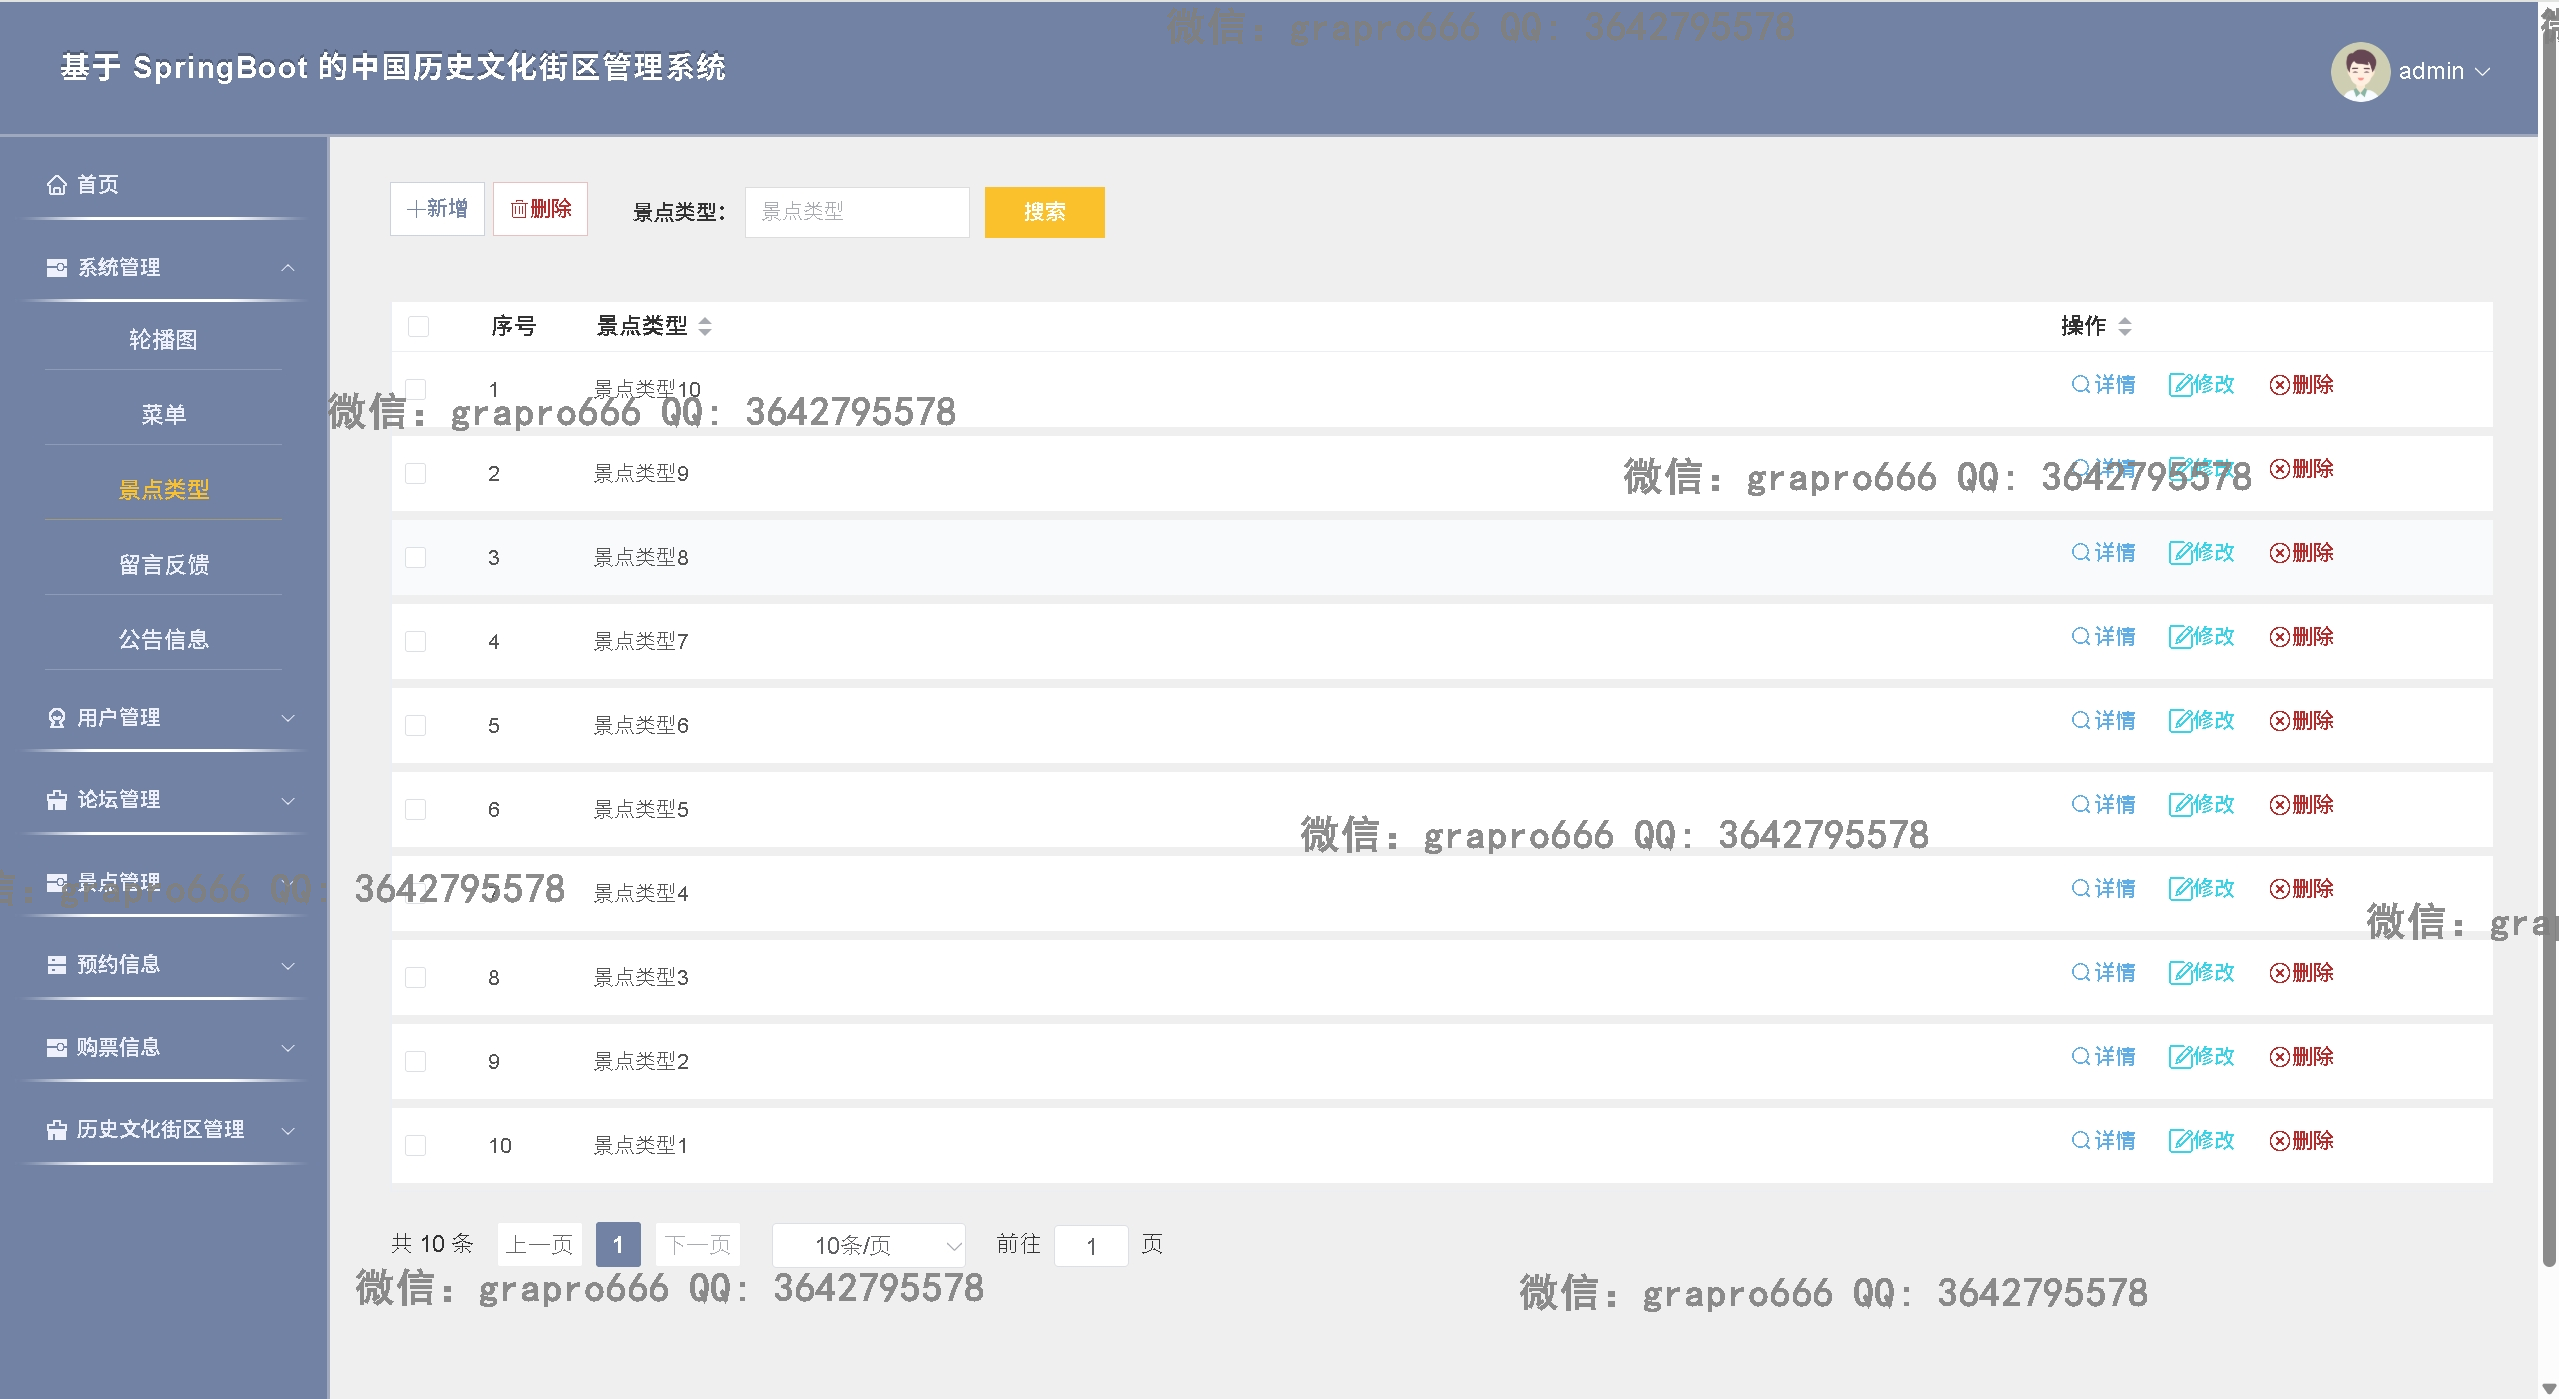 微信: grapro666 QQ: 3642795578
基于 SpringBoot 的中国历史文化街区管理系统
admin
首页
系统管理
轮播图
菜单
景点类型
留言反馈
公告信息
用户管理
论坛管理
景点管理
预约信息
购票信息
历史文化街区管理
新增 删除 景点类型: 景点类型 搜索
序号 景点类型 操作
1 景点类型10 详情 修改 删除
微信: grapro666 QQ: 3642795578
2 景点类型9 详情 修改 删除
微信: grapro666 QQ: 3642795578
3 景点类型8 详情 修改 删除
4 景点类型7 详情 修改 删除
5 景点类型6 详情 修改 删除
6 景点类型5 详情 修改 删除
微信: grapro666 QQ: 3642795578
7 景点类型4 详情 修改 删除
信: grapro666 QQ: 3642795578
微信: grap
8 景点类型3 详情 修改 删除
9 景点类型2 详情 修改 删除
10 景点类型1 详情 修改 删除
共 10 条 上一页 1 下一页 10条/页 前往 1 页
微信: grapro666 QQ: 3642795578
微信: grapro666 QQ: 3642795578